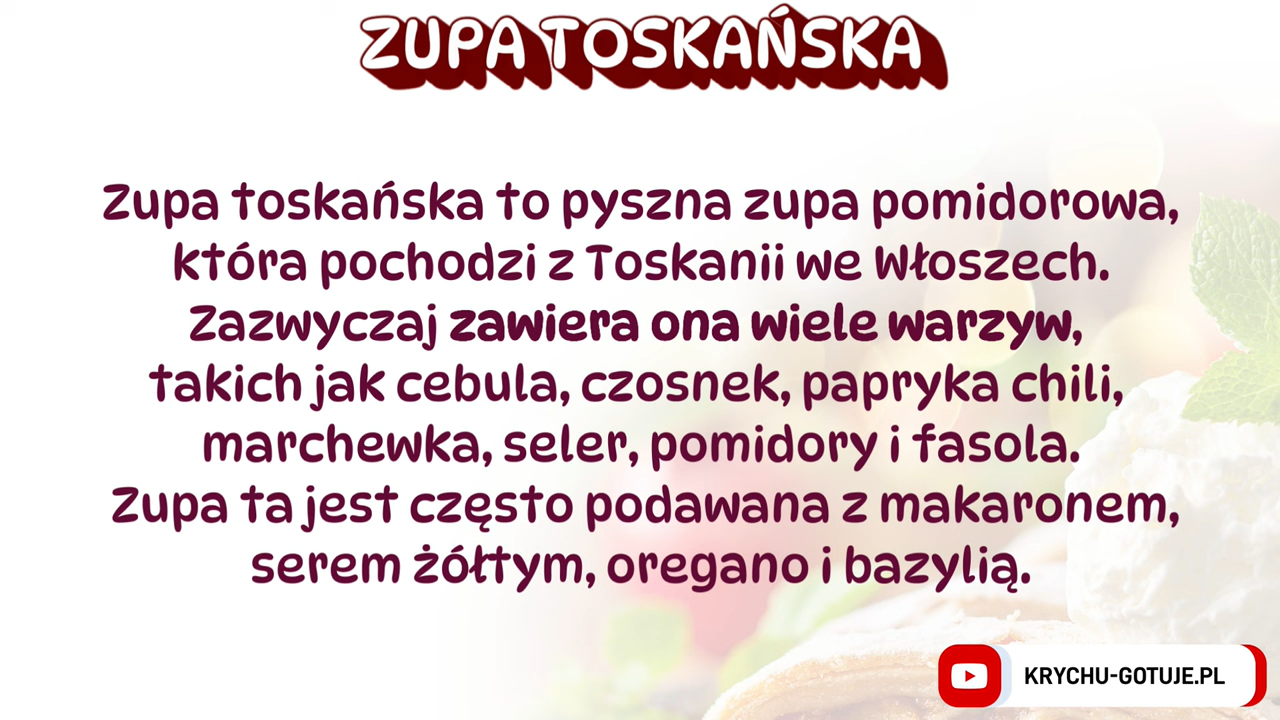 ZUPA TOSKAŃSKA
Zupa toskańska to pyszna zupa pomidorowa,
która pochodzi z Toskanii we Włoszech.
Zazwyczaj zawiera ona wiele warzyw,
takich jak cebula, czosnek, papryka chili,
marchewka, seler, pomidory i fasola.
Zupa ta jest często podawana z makaronem,
serem żółtym, oregano i bazylią.
KRYCHU-GOTUJE.PL